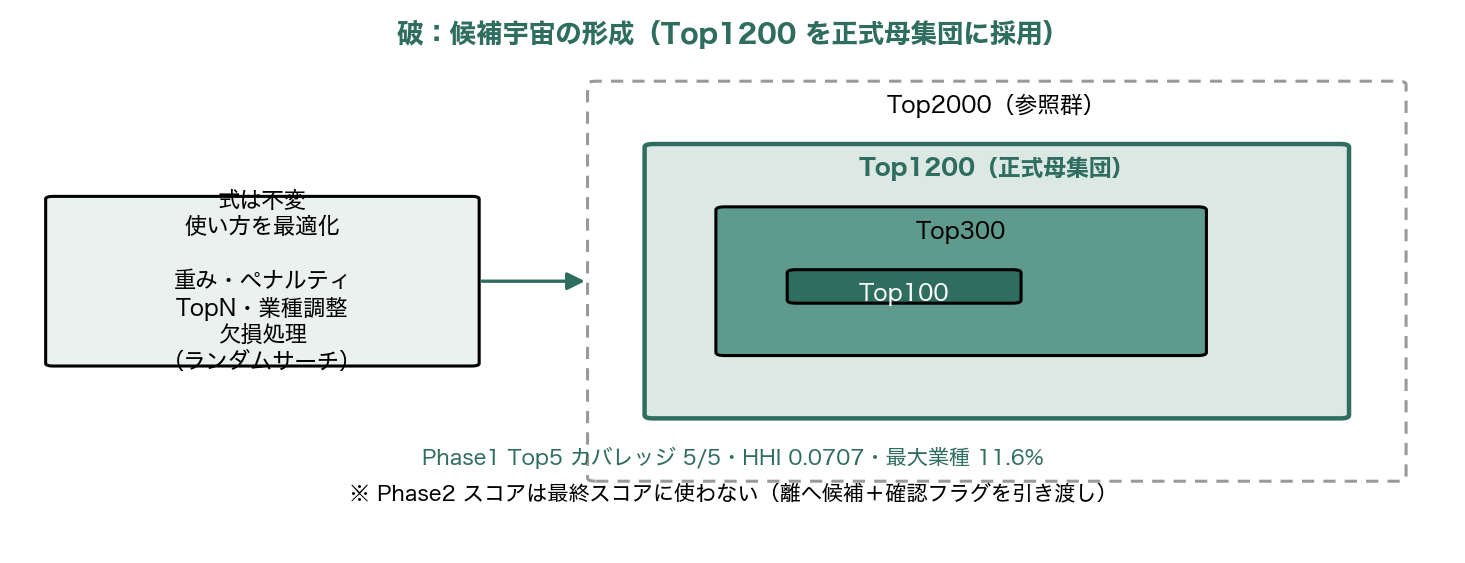 破：候補宇宙の形成（Top1200 を正式母集団に採用）
式は不変
使い方を最適化
重み・ペナルティ
TopN・業種調整
欠損処理
（ランダムサーチ）
Top2000（参照群）
Top1200（正式母集団）
Top300
Top100
Phase1 Top5 カバレッジ 5/5・HHI 0.0707・最大業種 11.6%
※ Phase2 スコアは最終スコアに使わない（離へ候補＋確認フラグを引き渡し）